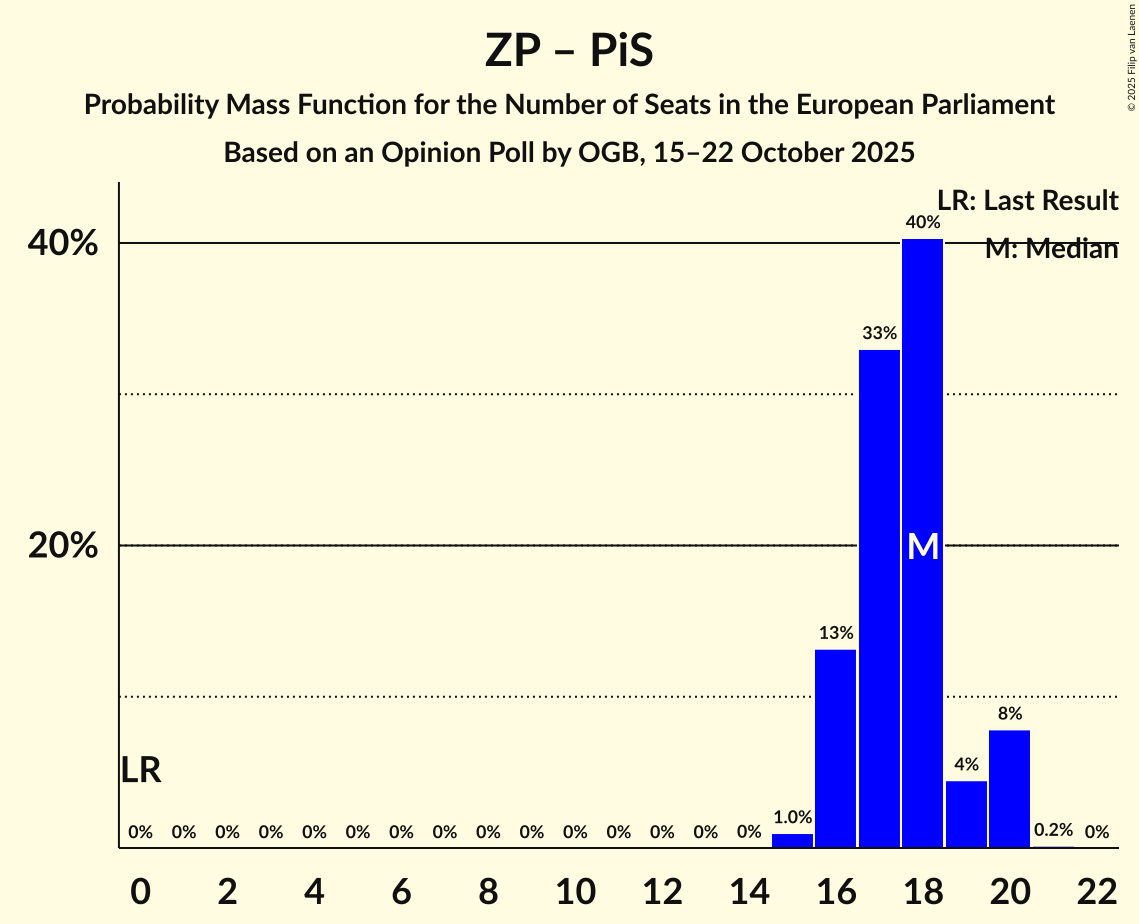 ZP – PiS
Probability Mass Function for the Number of Seats in the European Parliament
Based on an Opinion Poll by OGB, 15–22 October 2025
© 2025 Filip van Laenen
LR: Last Result
M: Median
40%
20%
40%
33%
M
13%
8%
4%
LR
0% 0% 0% 0% 0% 0% 0% 0% 0% 0% 0% 0% 0% 0% 0% 1.0% 0.2% 0%
0 2 4 6 8 10 12 14 16 18 20 22